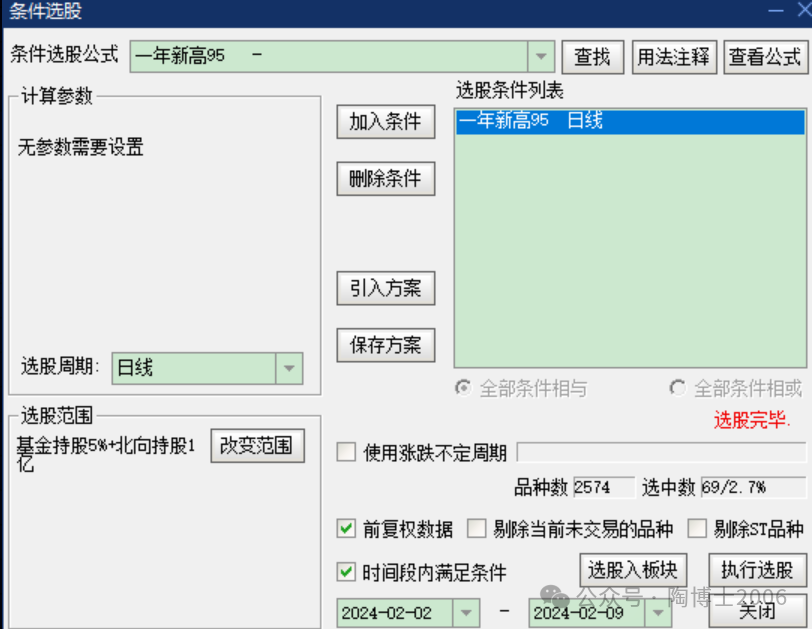 条件选股
条件选股公式 一年新高95 - 查找 用法注释 查看公式
计算参数
无参数需要设置
选股周期: 日线
加入条件
删除条件
引入方案
保存方案
选股条件列表
一年新高95 日线
全部条件相与 全部条件相或
选股完毕.
选股范围
基金持股5%+北向持股1
亿
改变范围
使用涨跌不定周期
品种数 2574 选中数 69/2.7%
前复权数据 剔除当前未交易的品种 剔除ST品种
时间段内满足条件 选股入板块 执行选股
2024-02-02 - 2024-02-09 关闭
公众号 · 陶博士2006